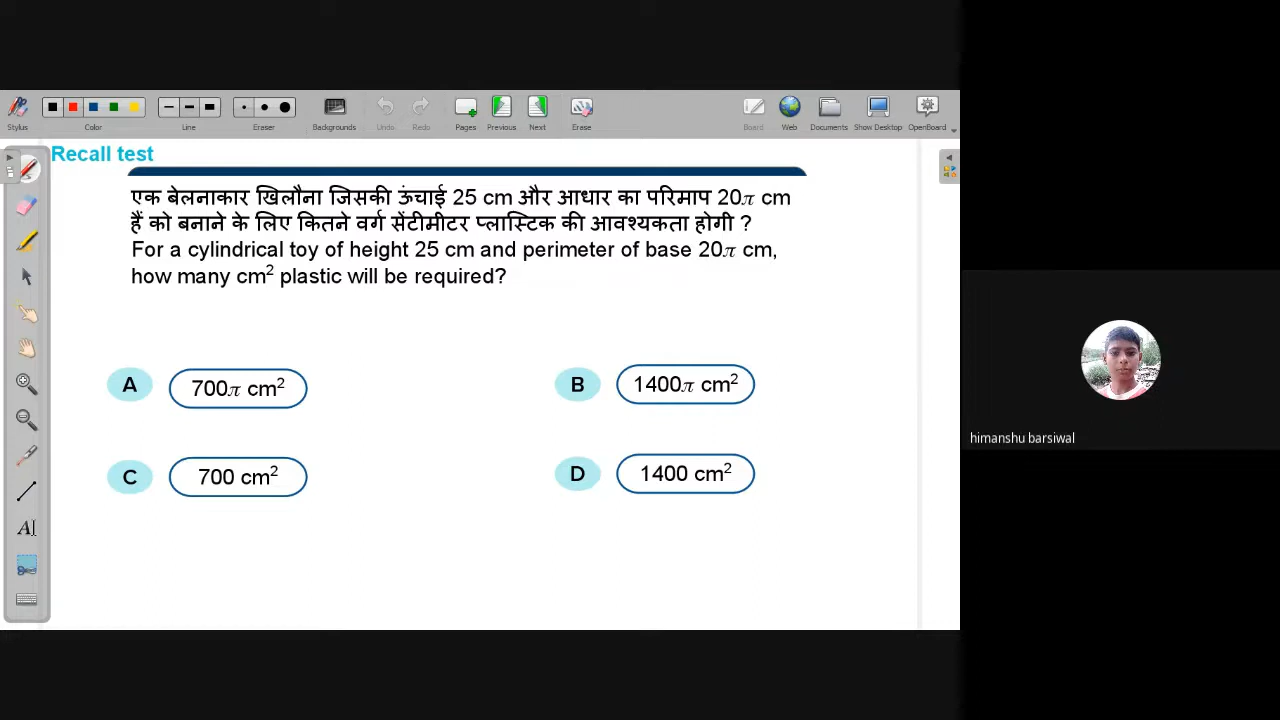 Stylus
Color
Line
Eraser
Backgrounds
Undo
Redo
Pages
Previous
Next
Erase
Board
Web
Documents
Show Desktop
OpenBoard
Recall test
एक बेलनाकार खिलौना जिसकी ऊंचाई 25 cm और आधार का परिमाप 20π cm
हैं को बनाने के लिए कितने वर्ग सेंटीमीटर प्लास्टिक की आवश्यकता होगी ?
For a cylindrical toy of height 25 cm and perimeter of base 20π cm,
how many cm² plastic will be required?
A 700π cm²
B 1400π cm²
C 700 cm²
D 1400 cm²
himanshu barsiwal